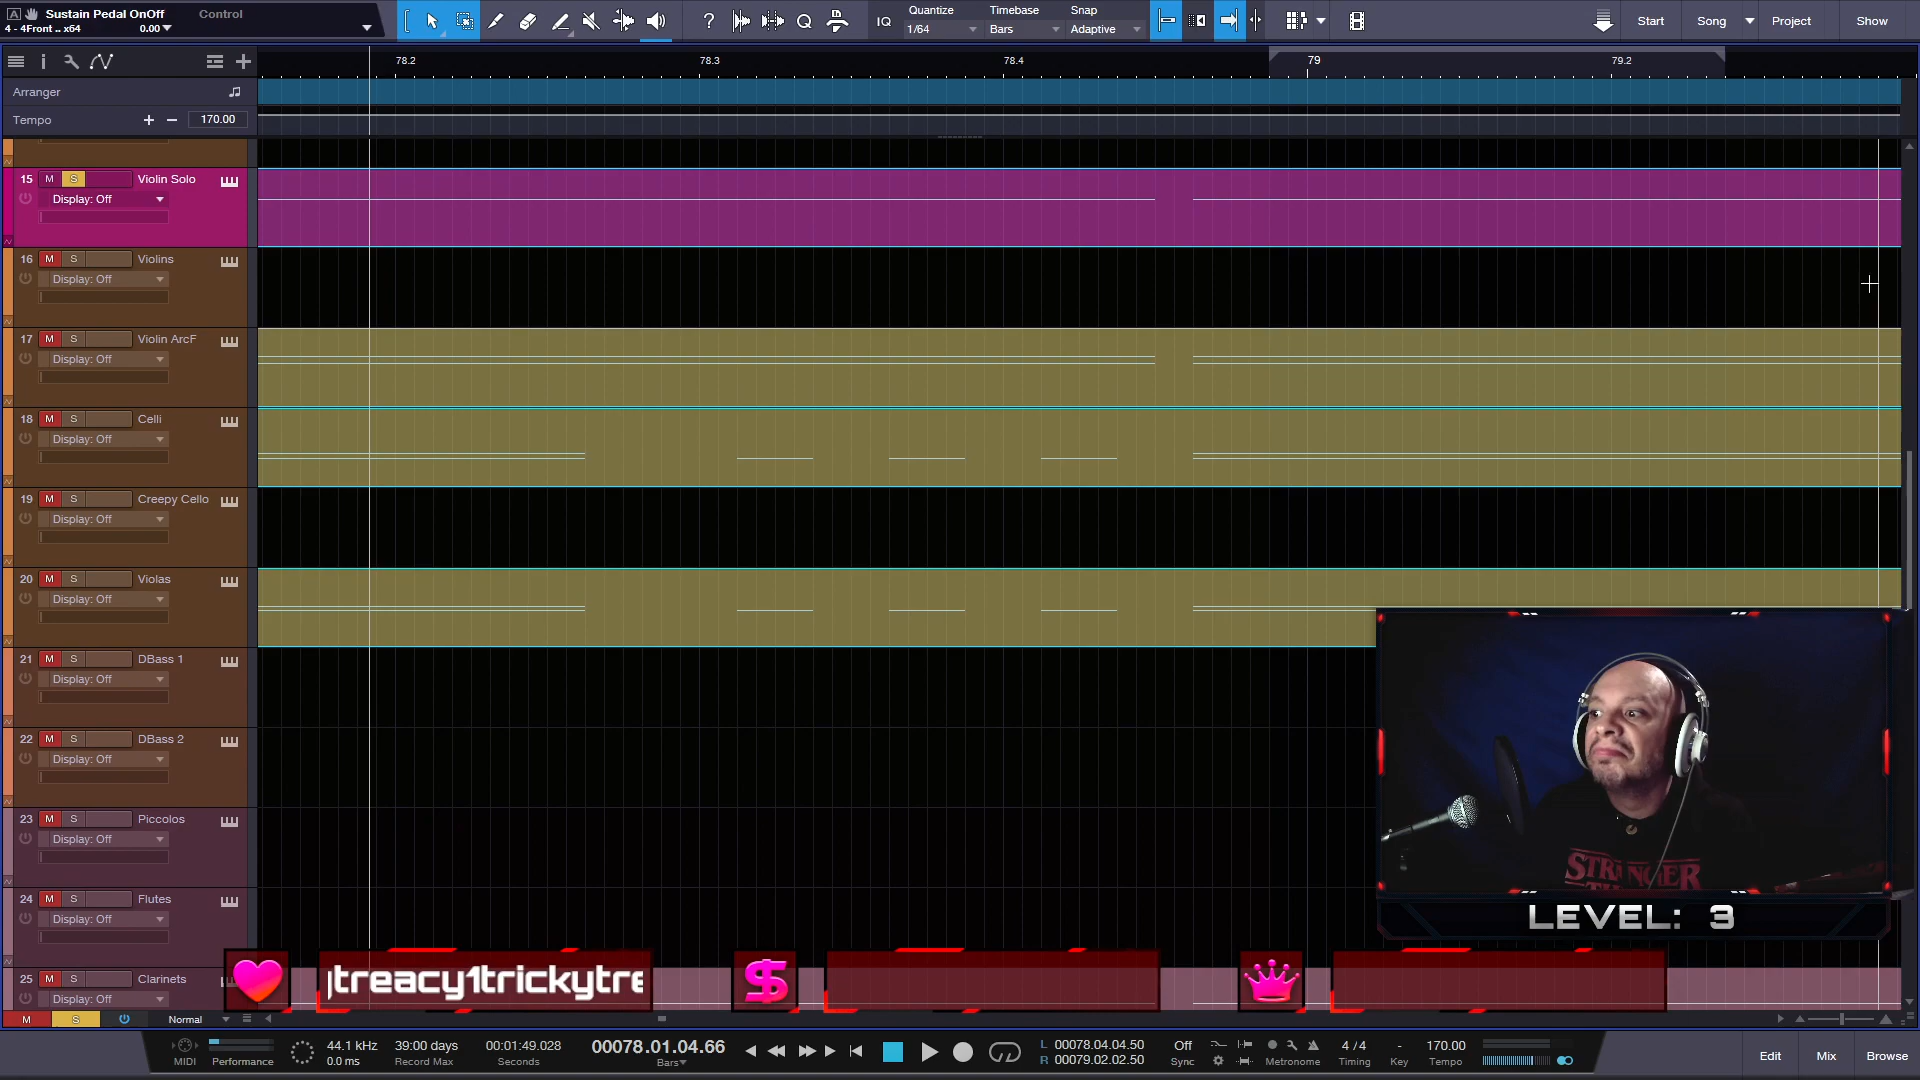 Sustain Pedal OnOff
Control
4 - 4Front .. x64
0.00
IQ
Quantize
1/64
Timebase
Bars
Snap
Adaptive
Start
Song
Project
Show
78.2
78.3
78.4
79
79.2
Arranger
Tempo
170.00
15 M S Violin Solo
Display: Off
16 M S Violins
Display: Off
17 M S Violin ArcF
Display: Off
18 M S Celli
Display: Off
19 M S Creepy Cello
Display: Off
20 M S Violas
Display: Off
21 M S DBass 1
Display: Off
22 M S DBass 2
Display: Off
23 M S Piccolos
Display: Off
24 M S Flutes
Display: Off
25 M S Clarinets
Display: Off
STRANGER
LEVEL: 3
treacy1trickytre
M S Normal
MIDI
Performance
44.1 kHz
0.0 ms
39:00 days
Record Max
00:01:49.028
Seconds
00078.01.04.66
Bars
L 00078.04.04.50
R 00079.02.02.50
Off
Sync
Metronome
4 / 4
Timing
-
Key
170.00
Tempo
Edit
Mix
Browse